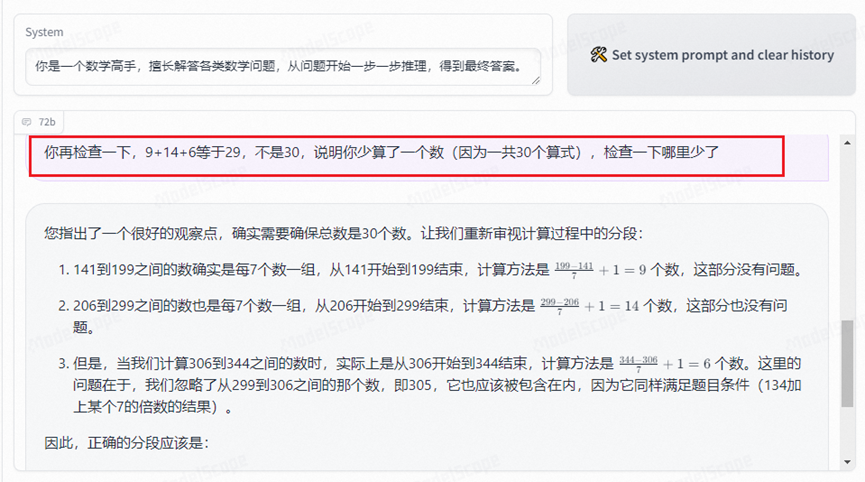 System
你是一个数学高手，擅长解答各类数学问题，从问题开始一步一步推理，得到最终答案。
🛠 Set system prompt and clear history
72b
你再检查一下，9+14+6等于29，不是30，说明你少算了一个数（因为一共30个算式），检查一下哪里少了
您指出了一个很好的观察点，确实需要确保总数是30个数。让我们重新审视计算过程中的分段：
1. 141到199之间的数确实是每7个数一组，从141开始到199结束，计算方法是 \frac{199-141}{7} + 1 = 9 个数，这部分没有问题。
2. 206到299之间的数也是每7个数一组，从206开始到299结束，计算方法是 \frac{299-206}{7} + 1 = 14 个数，这部分也没有问
题。
3. 但是，当我们计算306到344之间的数时，实际上是从306开始到344结束，计算方法是 \frac{344-306}{7} + 1 = 6 个数。这里的
问题在于，我们忽略了从299到306之间的那个数，即305，它也应该被包含在内，因为它同样满足题目条件（134加
上某个7的倍数的结果）。
因此，正确的分段应该是：
ModelScope